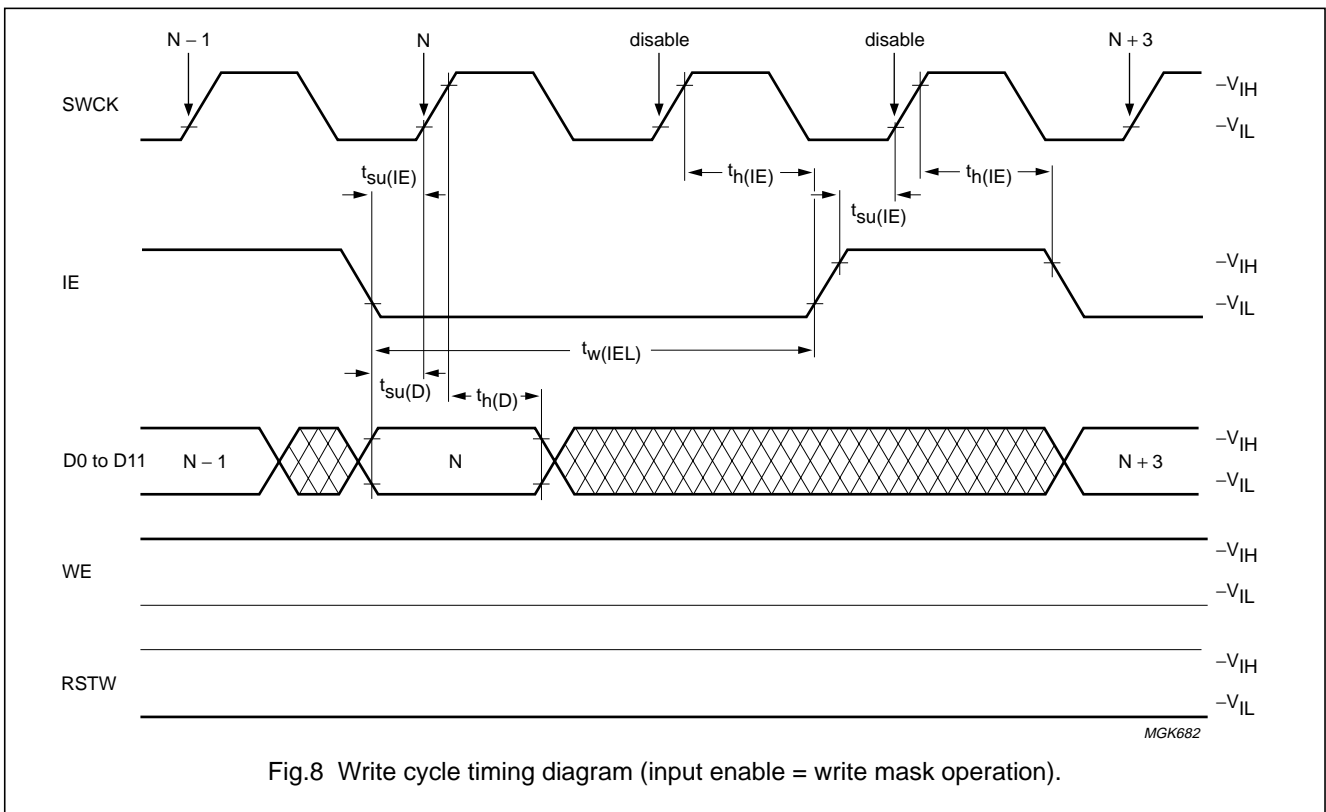 N – 1 N disable disable N + 3
SWCK
–VIH
–VIL
tsu(IE) th(IE) th(IE)
tsu(IE)
IE
–VIH
–VIL
tw(IEL)
tsu(D) th(D)
D0 to D11 N – 1 N N + 3
–VIH
–VIL
WE
–VIH
–VIL
RSTW
–VIH
–VIL
MGK682
Fig.8 Write cycle timing diagram (input enable = write mask operation).